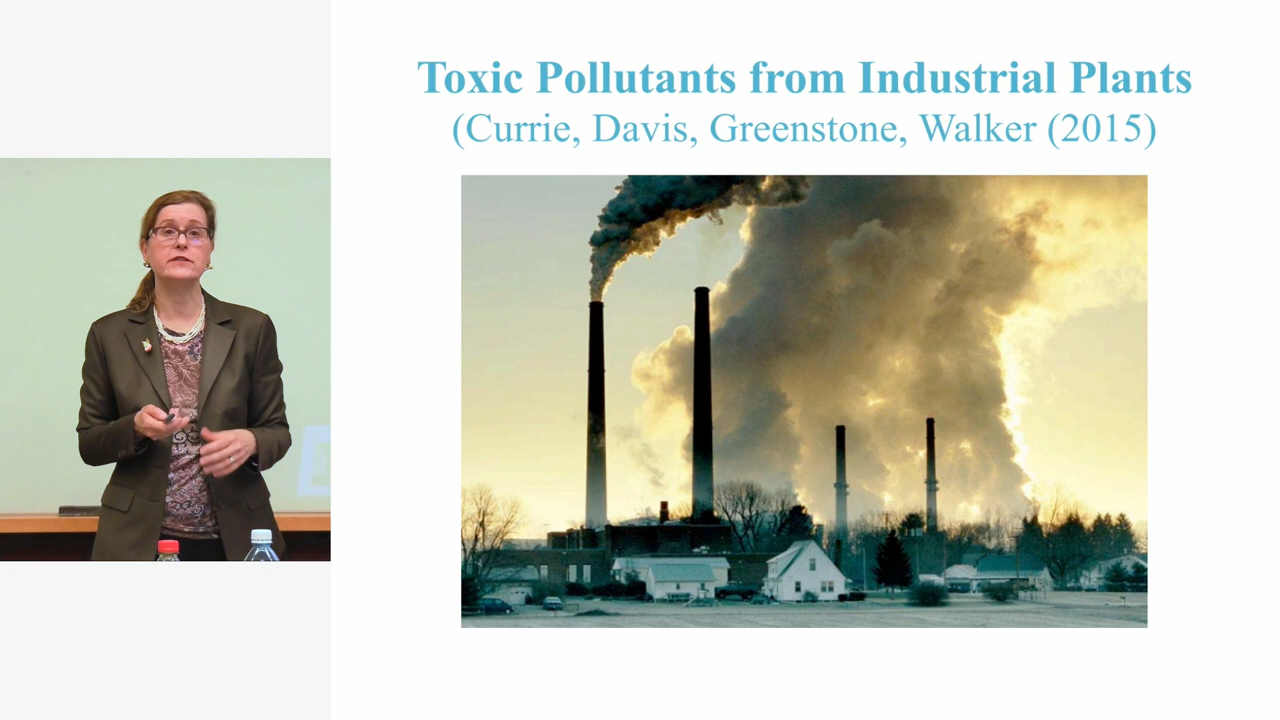 Toxic Pollutants from Industrial Plants
(Currie, Davis, Greenstone, Walker (2015)